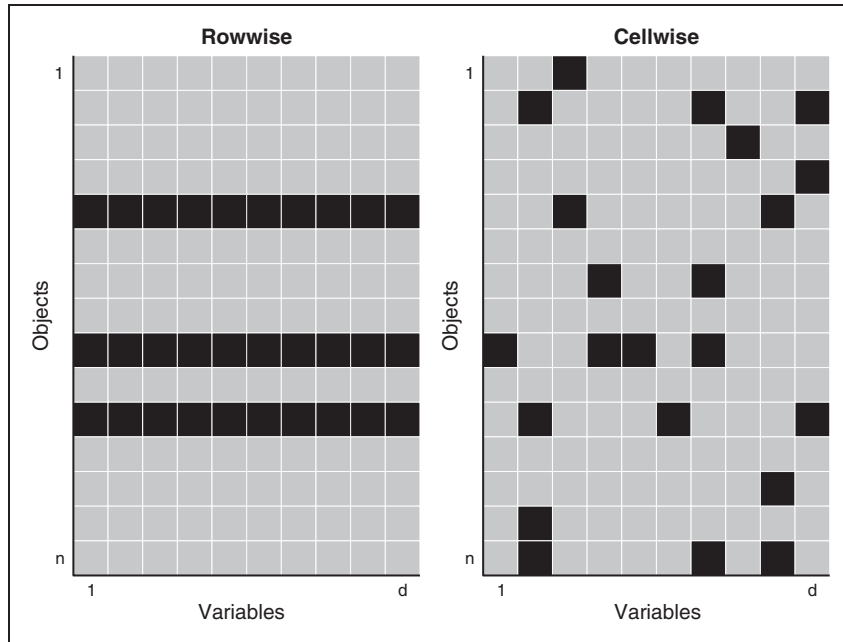 Rowwise
Cellwise
1
1
Objects
Objects
n
n
1
d
1
d
Variables
Variables